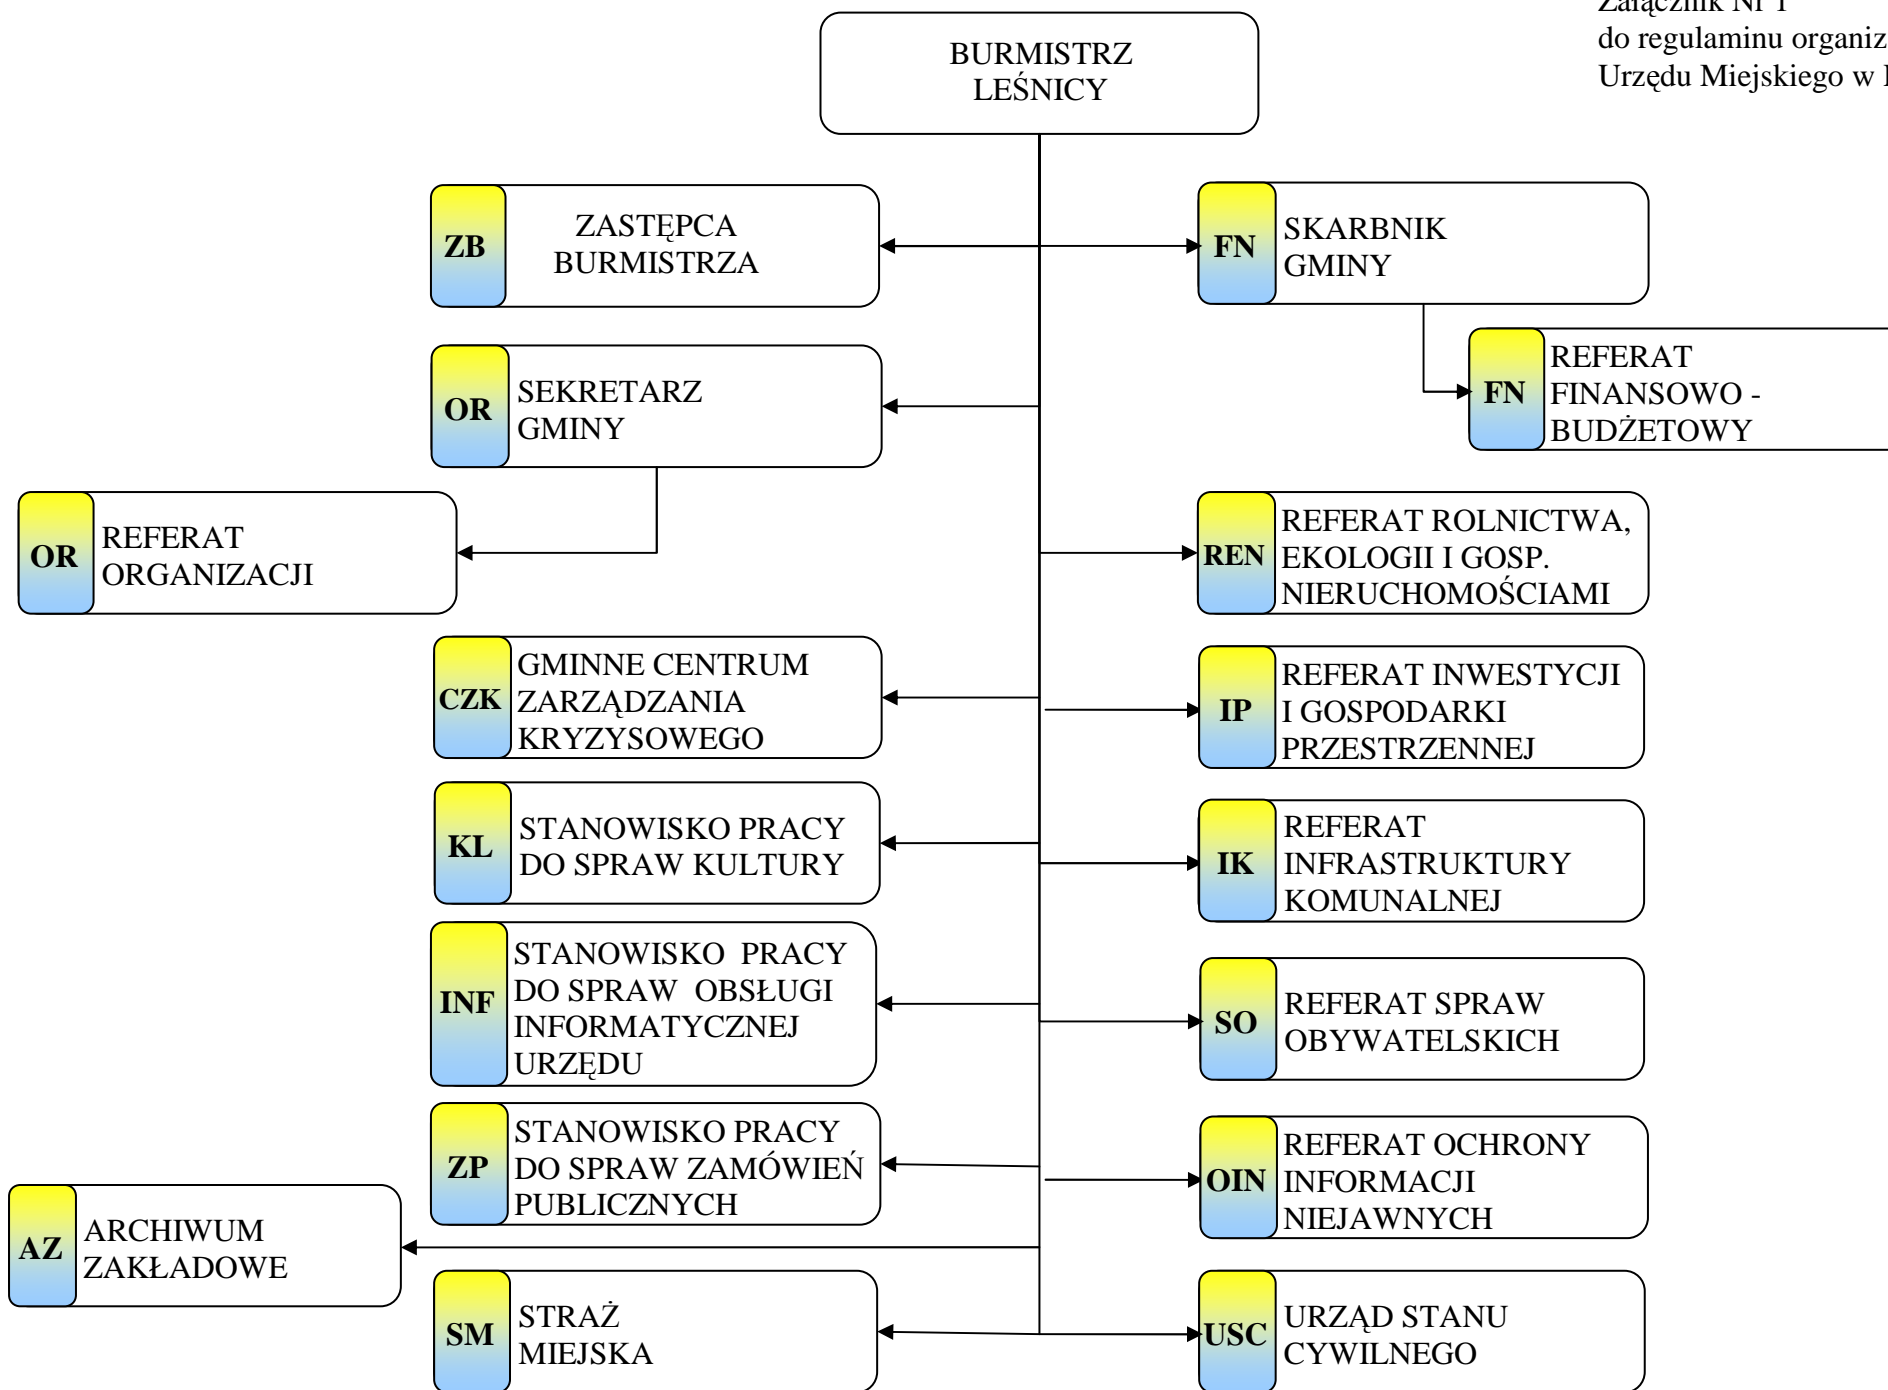 Załącznik Nr 1
do regulaminu
Urzędu Miejskiego w
BURMISTRZ
LEŚNICY
ZB
ZASTĘPCA
BURMISTRZA
FN
SKARBNIK
GMINY
FN
REFERAT
FINANSOWO -
BUDŻETOWY
OR
SEKRETARZ
GMINY
OR
REFERAT
ORGANIZACJI
REN
REFERAT ROLNICTWA,
EKOLOGII I GOSP.
NIERUCHOMOŚCIAMI
CZK
GMINNE CENTRUM
ZARZĄDZANIA
KRYZYSOWEGO
IP
REFERAT INWESTYCJI
I GOSPODARKI
PRZESTRZENNEJ
KL
STANOWISKO PRACY
DO SPRAW KULTURY
IK
REFERAT
INFRASTRUKTURY
KOMUNALNEJ
INF
STANOWISKO PRACY
DO SPRAW OBSŁUGI
INFORMATYCZNEJ
URZĘDU
SO
REFERAT SPRAW
OBYWATELSKICH
ZP
STANOWISKO PRACY
DO SPRAW ZAMÓWIEŃ
PUBLICZNYCH
OIN
REFERAT OCHRONY
INFORMACJI
NIEJAWNYCH
AZ
ARCHIWUM
ZAKŁADOWE
SM
STRAŻ
MIEJSKA
USC
URZĄD STANU
CYWILNEGO